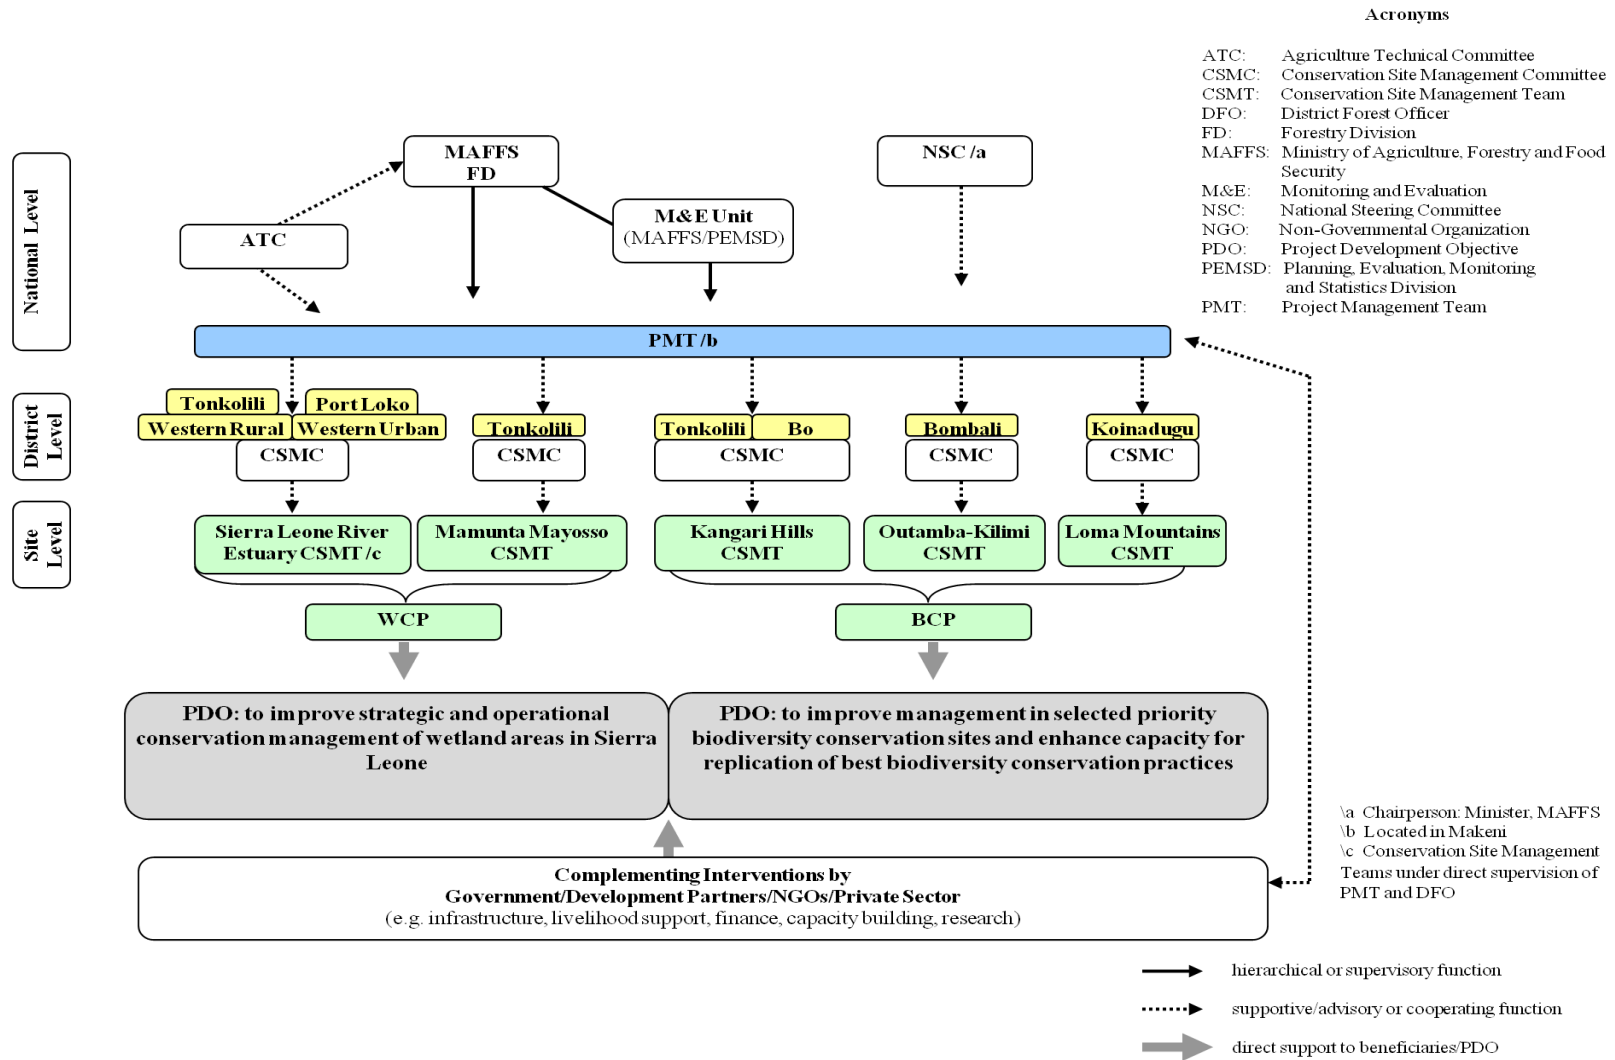 Acronyms
ATC: Agriculture Technical Committee
CSMC: Conservation Site Management Committee
CSMT: Conservation Site Management Team
DFO: District Forest Officer
FD: Forestry Division
MAFFS: Ministry of Agriculture, Forestry and Food
Security
M&E: Monitoring and Evaluation
NSC: National Steering Committee
NGO: Non-Governmental Organization
PDO: Project Development Objective
PEMSD: Planning, Evaluation, Monitoring
and Statistics Division
PMT: Project Management Team
National Level
MAFFS
FD
NSC /a
M&E Unit
(MAFFS/PEMSD)
ATC
PMT /b
District
Level
Tonkolili
Port Loko
Western Rural
Western Urban
CSMC
Tonkolili
CSMC
Tonkolili
Bo
CSMC
Bombali
CSMC
Koinadugu
CSMC
Site
Level
Sierra Leone River
Estuary CSMT /c
Mamunta Mayosso
CSMT
Kangari Hills
CSMT
Outamba-Kilimi
CSMT
Loma Mountains
CSMT
WCP
BCP
PDO: to improve strategic and operational
conservation management of wetland areas in Sierra
Leone
PDO: to improve management in selected priority
biodiversity conservation sites and enhance capacity for
replication of best biodiversity conservation practices
\a Chairperson: Minister, MAFFS
\b Located in Makeni
\c Conservation Site Management
Teams under direct supervision of
PMT and DFO
Complementing Interventions by
Government/Development Partners/NGOs/Private Sector
(e.g. infrastructure, livelihood support, finance, capacity building, research)
hierarchical or supervisory function
supportive/advisory or cooperating function
direct support to beneficiaries/PDO